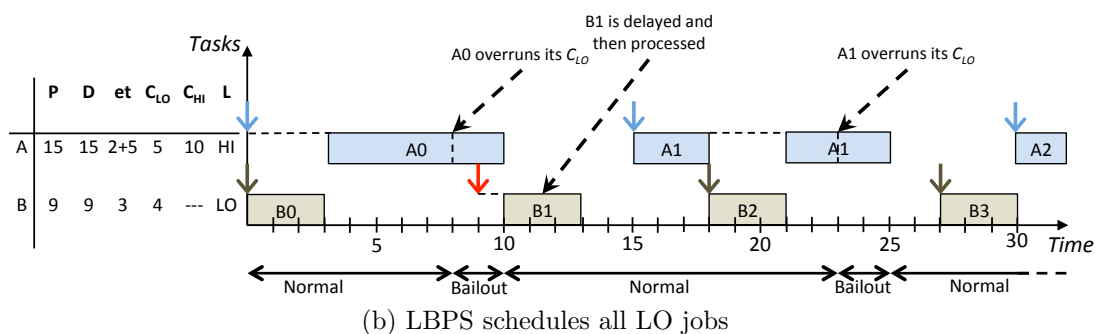 B1 is delayed and
then processed
Tasks
A0 overruns its C_LO
A1 overruns its C_LO
P D et C_LO C_HI L
A 15 15 2+5 5 10 HI
A0 A1 A1 A2
B 9 9 3 4 --- LO
B0 B1 B2 B3
5 10 15 20 25 30 Time
Normal Bailout Normal Bailout Normal
(b) LBPS schedules all LO jobs